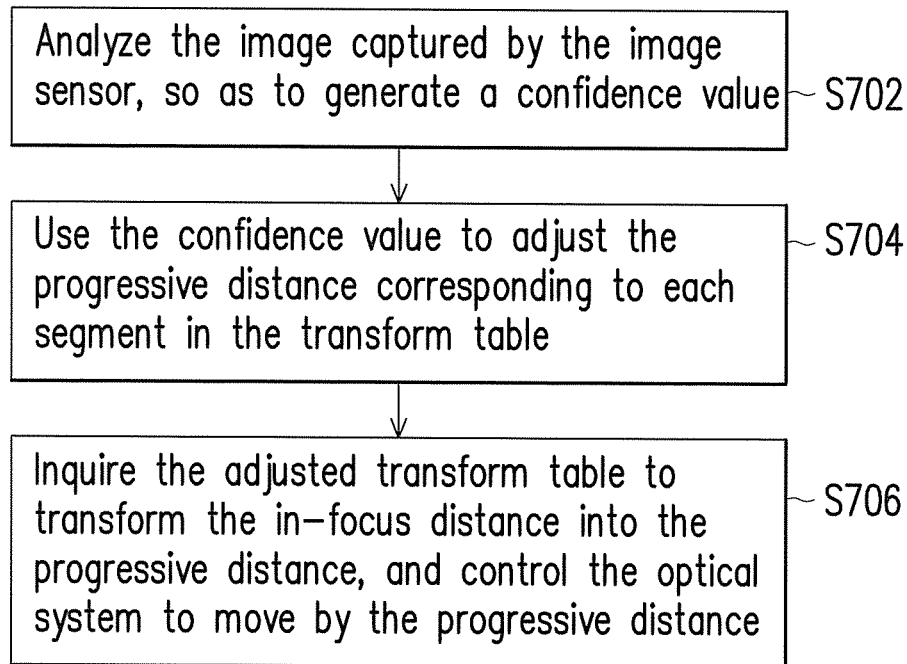 Analyze the image captured by the image
sensor, so as to generate a confidence value
S702
Use the confidence value to adjust the
progressive distance corresponding to each
segment in the transform table
S704
Inquire the adjusted transform table to
transform the in-focus distance into the
progressive distance, and control the optical
system to move by the progressive distance
S706